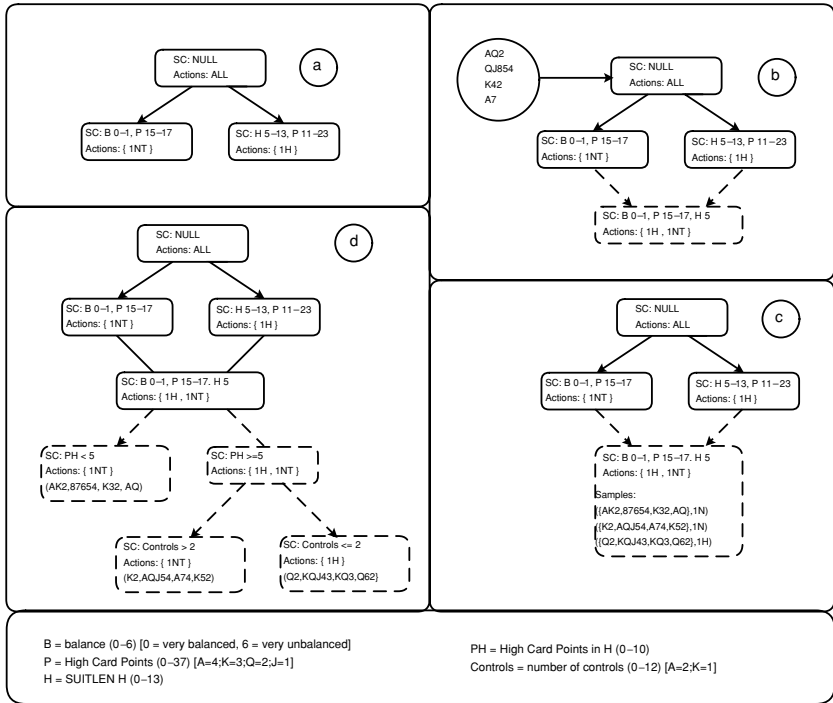 SC: NULL
Actions: ALL
a
SC: B 0−1, P 15−17
Actions: { 1NT }
SC: H 5−13, P 11−23
Actions: { 1H }
AQ2
QJ854
K42
A7
SC: NULL
Actions: ALL
b
SC: B 0−1, P 15−17
Actions: { 1NT }
SC: H 5−13, P 11−23
Actions: { 1H }
SC: B 0−1, P 15−17, H 5
Actions: { 1H , 1NT }
SC: NULL
Actions: ALL
d
SC: B 0−1, P 15−17
Actions: { 1NT }
SC: H 5−13, P 11−23
Actions: { 1H }
SC: B 0−1, P 15−17. H 5
Actions: { 1H , 1NT }
SC: PH < 5
Actions: { 1NT }
(AK2,87654, K32, AQ)
SC: PH >=5
Actions: { 1H , 1NT }
SC: Controls > 2
Actions: { 1NT }
(K2,AQJ54,A74,K52)
SC: Controls <= 2
Actions: { 1H }
(Q2,KQJ43,KQ3,Q62}
SC: NULL
Actions: ALL
c
SC: B 0−1, P 15−17
Actions: { 1NT }
SC: H 5−13, P 11−23
Actions: { 1H }
SC: B 0−1, P 15−17. H 5
Actions: { 1H , 1NT }
Samples:
({AK2,87654,K32,AQ},1N)
({K2,AQJ54,A74,K52},1N)
({Q2,KQJ43,KQ3,Q62},1H)
B = balance (0−6) [0 = very balanced, 6 = very unbalanced]
P = High Card Points (0−37) [A=4;K=3;Q=2;J=1]
H = SUITLEN H (0−13)
PH = High Card Points in H (0−10)
Controls = number of controls (0−12) [A=2;K=1]